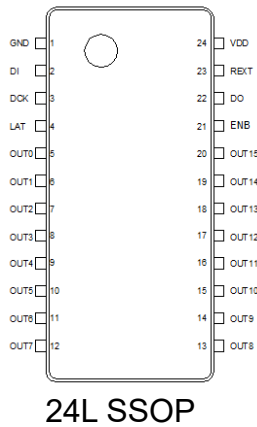 GND 1 24 VDD
DI 2 23 REXT
DCK 3 22 DO
LAT 4 21 ENB
OUT0 5 20 OUT15
OUT1 6 19 OUT14
OUT2 7 18 OUT13
OUT3 8 17 OUT12
OUT4 9 16 OUT11
OUT5 10 15 OUT10
OUT6 11 14 OUT9
OUT7 12 13 OUT8
24L SSOP